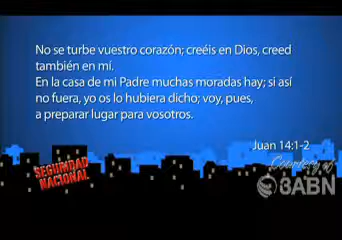 No se turbe vuestro corazón; creéis en Dios, creed
también en mí.
En la casa de mi Padre muchas moradas hay; si así
no fuera, yo os lo hubiera dicho; voy, pues,
a preparar lugar para vosotros.
Juan 14:1-2
SEGURIDAD
NACIONAL
Courtesy of
3ABN